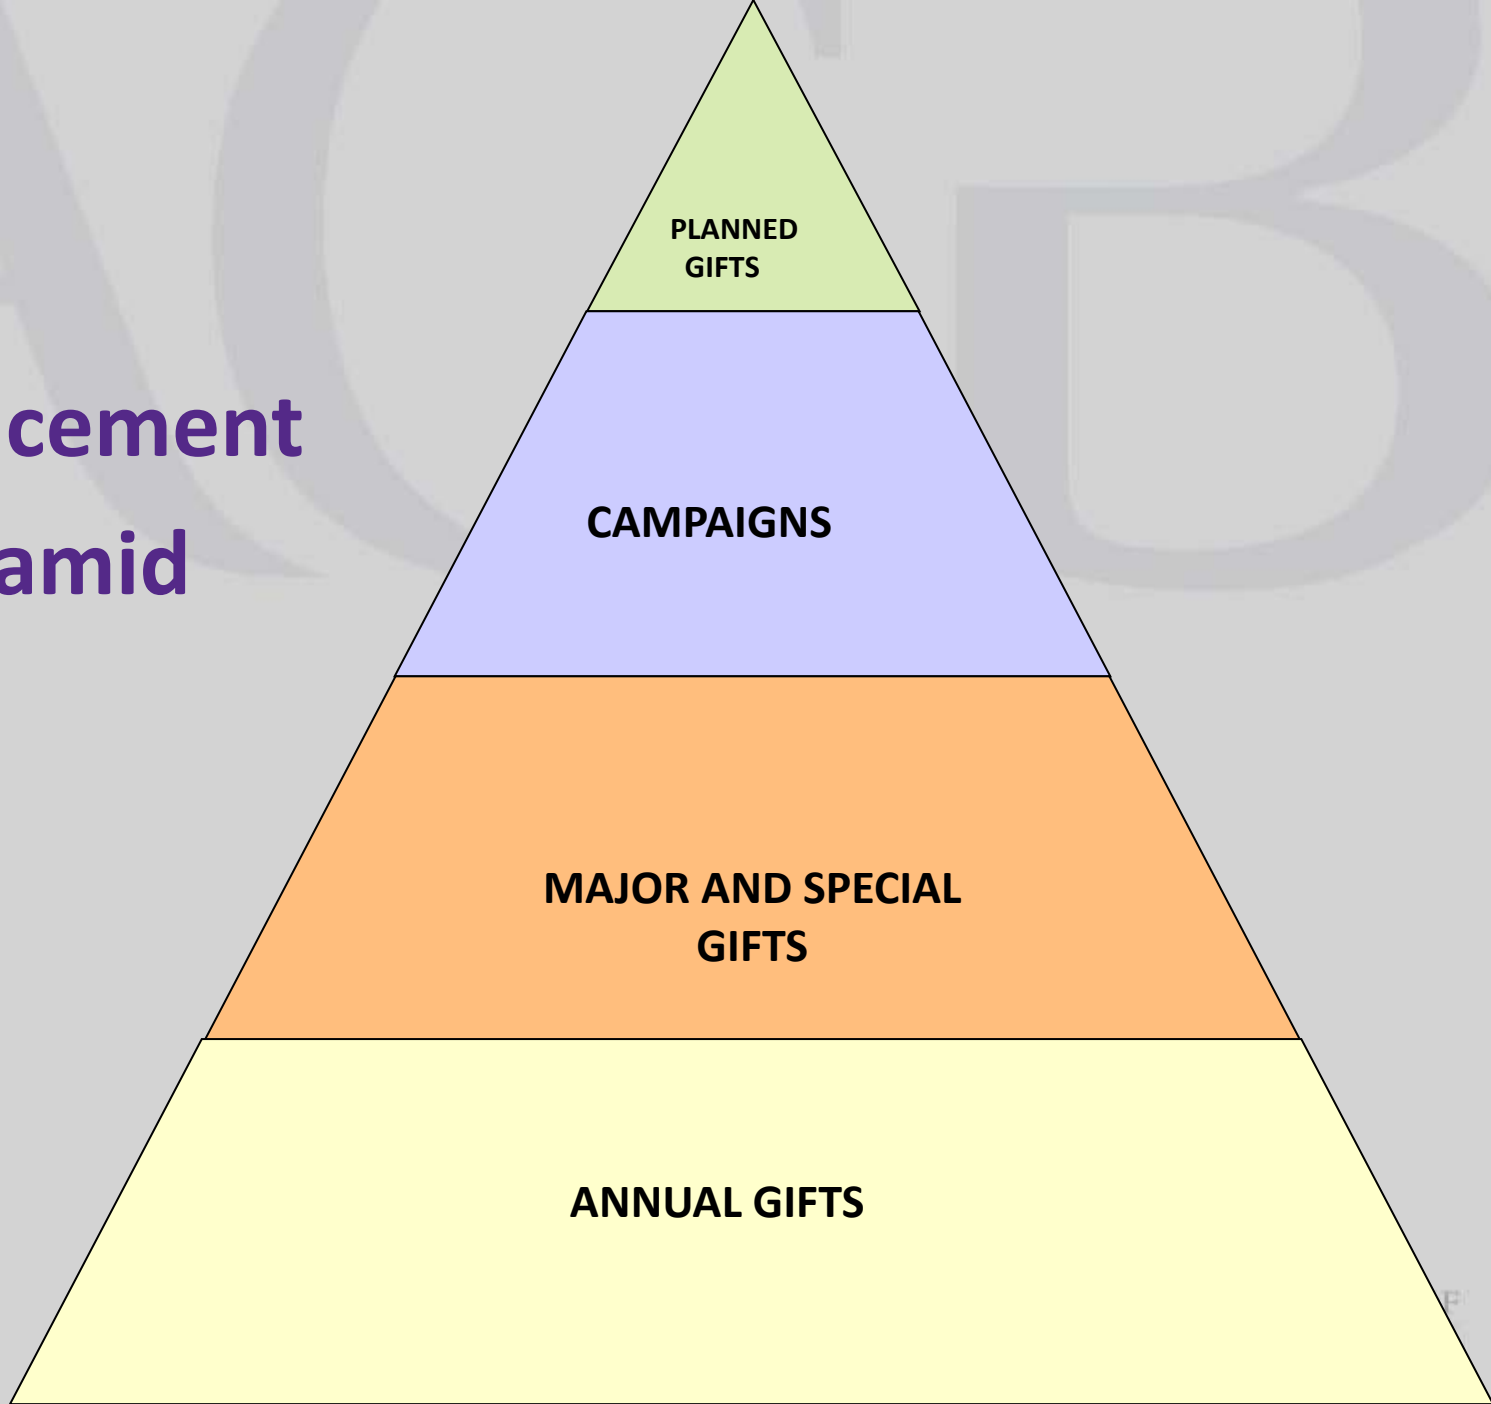 PLANNED
GIFTS
cement
amid
CAMPAIGNS
MAJOR AND SPECIAL
GIFTS
ANNUAL GIFTS
F